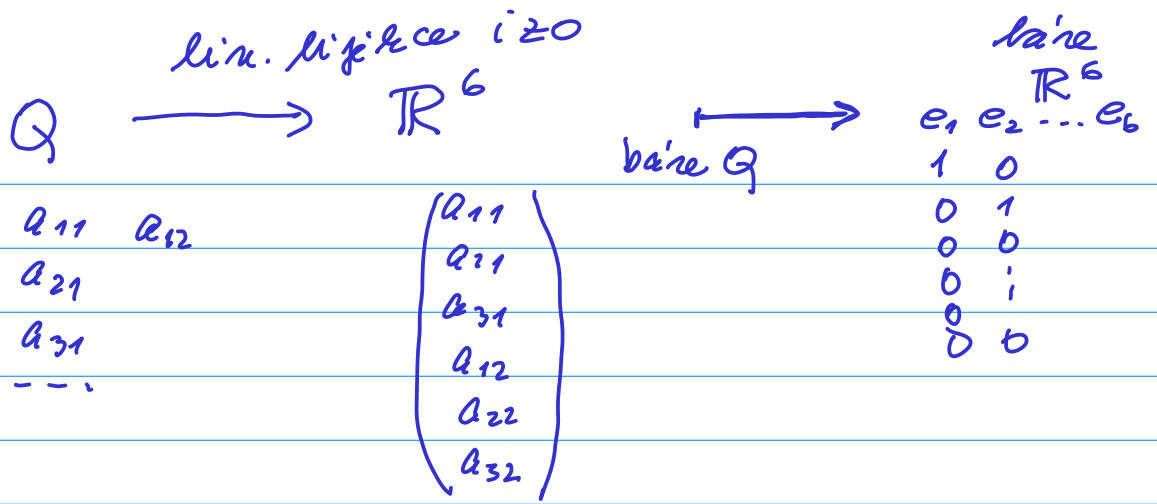 lin. bijekce izo
báze
Q → ℝ⁶ ↦ báze Q ℝ⁶
e₁ e₂ .... e₆
1 0
a₁₁ a₁₂ a₁₁ 0 1
a₂₁ a₂₁ 0 0
a₃₁ 0 ⋮
a₃₁ a₁₂ 0
--- a₂₂ 0 0
a₃₂